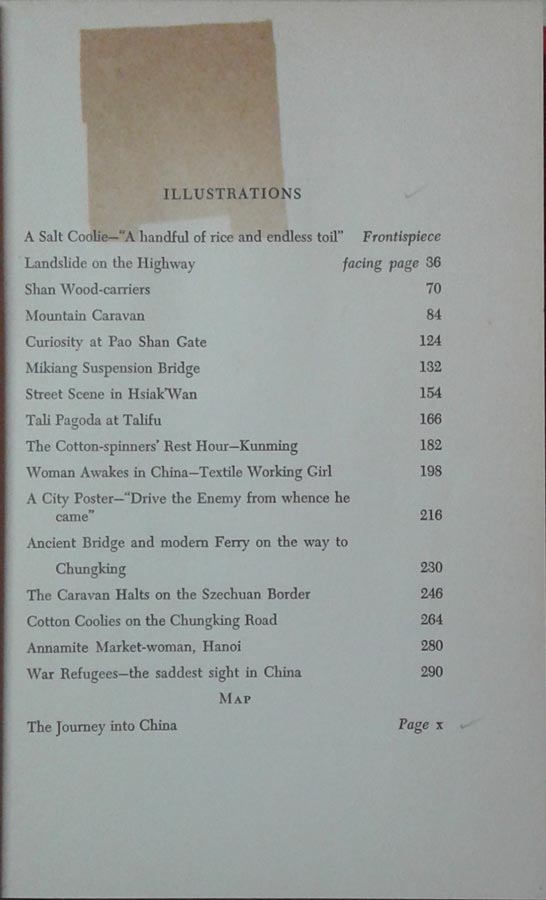 ILLUSTRATIONS
A Salt Coolie—"A handful of rice and endless toil" Frontispiece
Landslide on the Highway facing page 36
Shan Wood-carriers 70
Mountain Caravan 84
Curiosity at Pao Shan Gate 124
Mikiang Suspension Bridge 132
Street Scene in Hsiak'Wan 154
Tali Pagoda at Talifu 166
The Cotton-spinners' Rest Hour—Kunming 182
Woman Awakes in China—Textile Working Girl 198
A City Poster—"Drive the Enemy from whence he
came" 216
Ancient Bridge and modern Ferry on the way to
Chungking 230
The Caravan Halts on the Szechuan Border 246
Cotton Coolies on the Chungking Road 264
Annamite Market-woman, Hanoi 280
War Refugees—the saddest sight in China 290
MAP
The Journey into China Page x